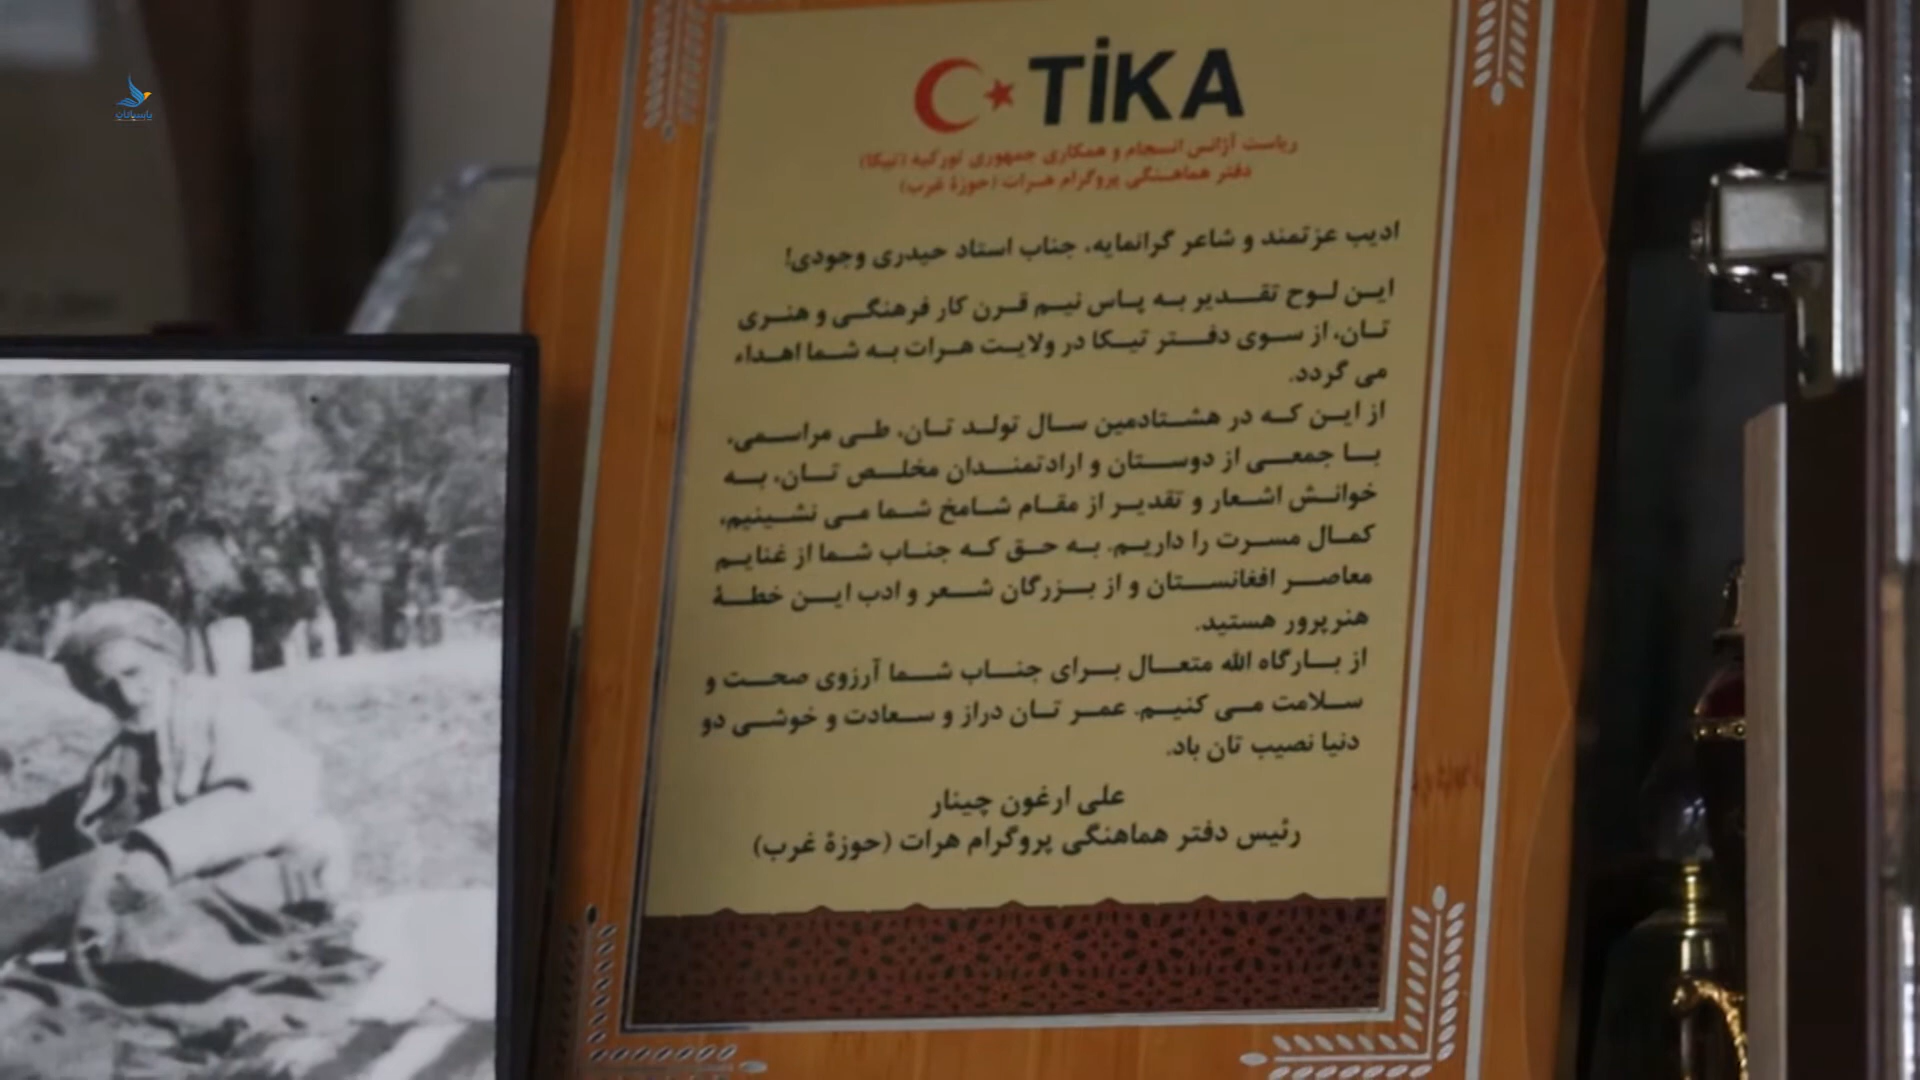 TİKA
ریاست آژانس انسجام و همکاری جمهوری تورکیه (تیکا)
دفتر هماهنگی پروگرام هرات (حوزۀ غرب)
ادیب عزتمند و شاعر گرانمایه، جناب استاد حیدری وجودی!
این لوح تقدیر به پاس نیم قرن کار فرهنگی و هنری
تان، از سوی دفتر تیکا در ولایت هرات به شما اهداء
می گردد.
از این که در هشتادمین سال تولد تان، طی مراسمی،
با جمعی از دوستان و ارادتمندان مخلص تان، به
خوانش اشعار و تقدیر از مقام شامخ شما می نشینیم،
کمال مسرت را داریم. به حق که جناب شما از غنایم
معاصر افغانستان و از بزرگان شعر و ادب این خطۀ
هنرپرور هستید.
از بارگاه الله متعال برای جناب شما آرزوی صحت و
سلامت می کنیم. عمر تان دراز و سعادت و خوشی دو
دنیا نصیب تان باد.
علی ارغون چینار
رئیس دفتر هماهنگی پروگرام هرات (حوزۀ غرب)